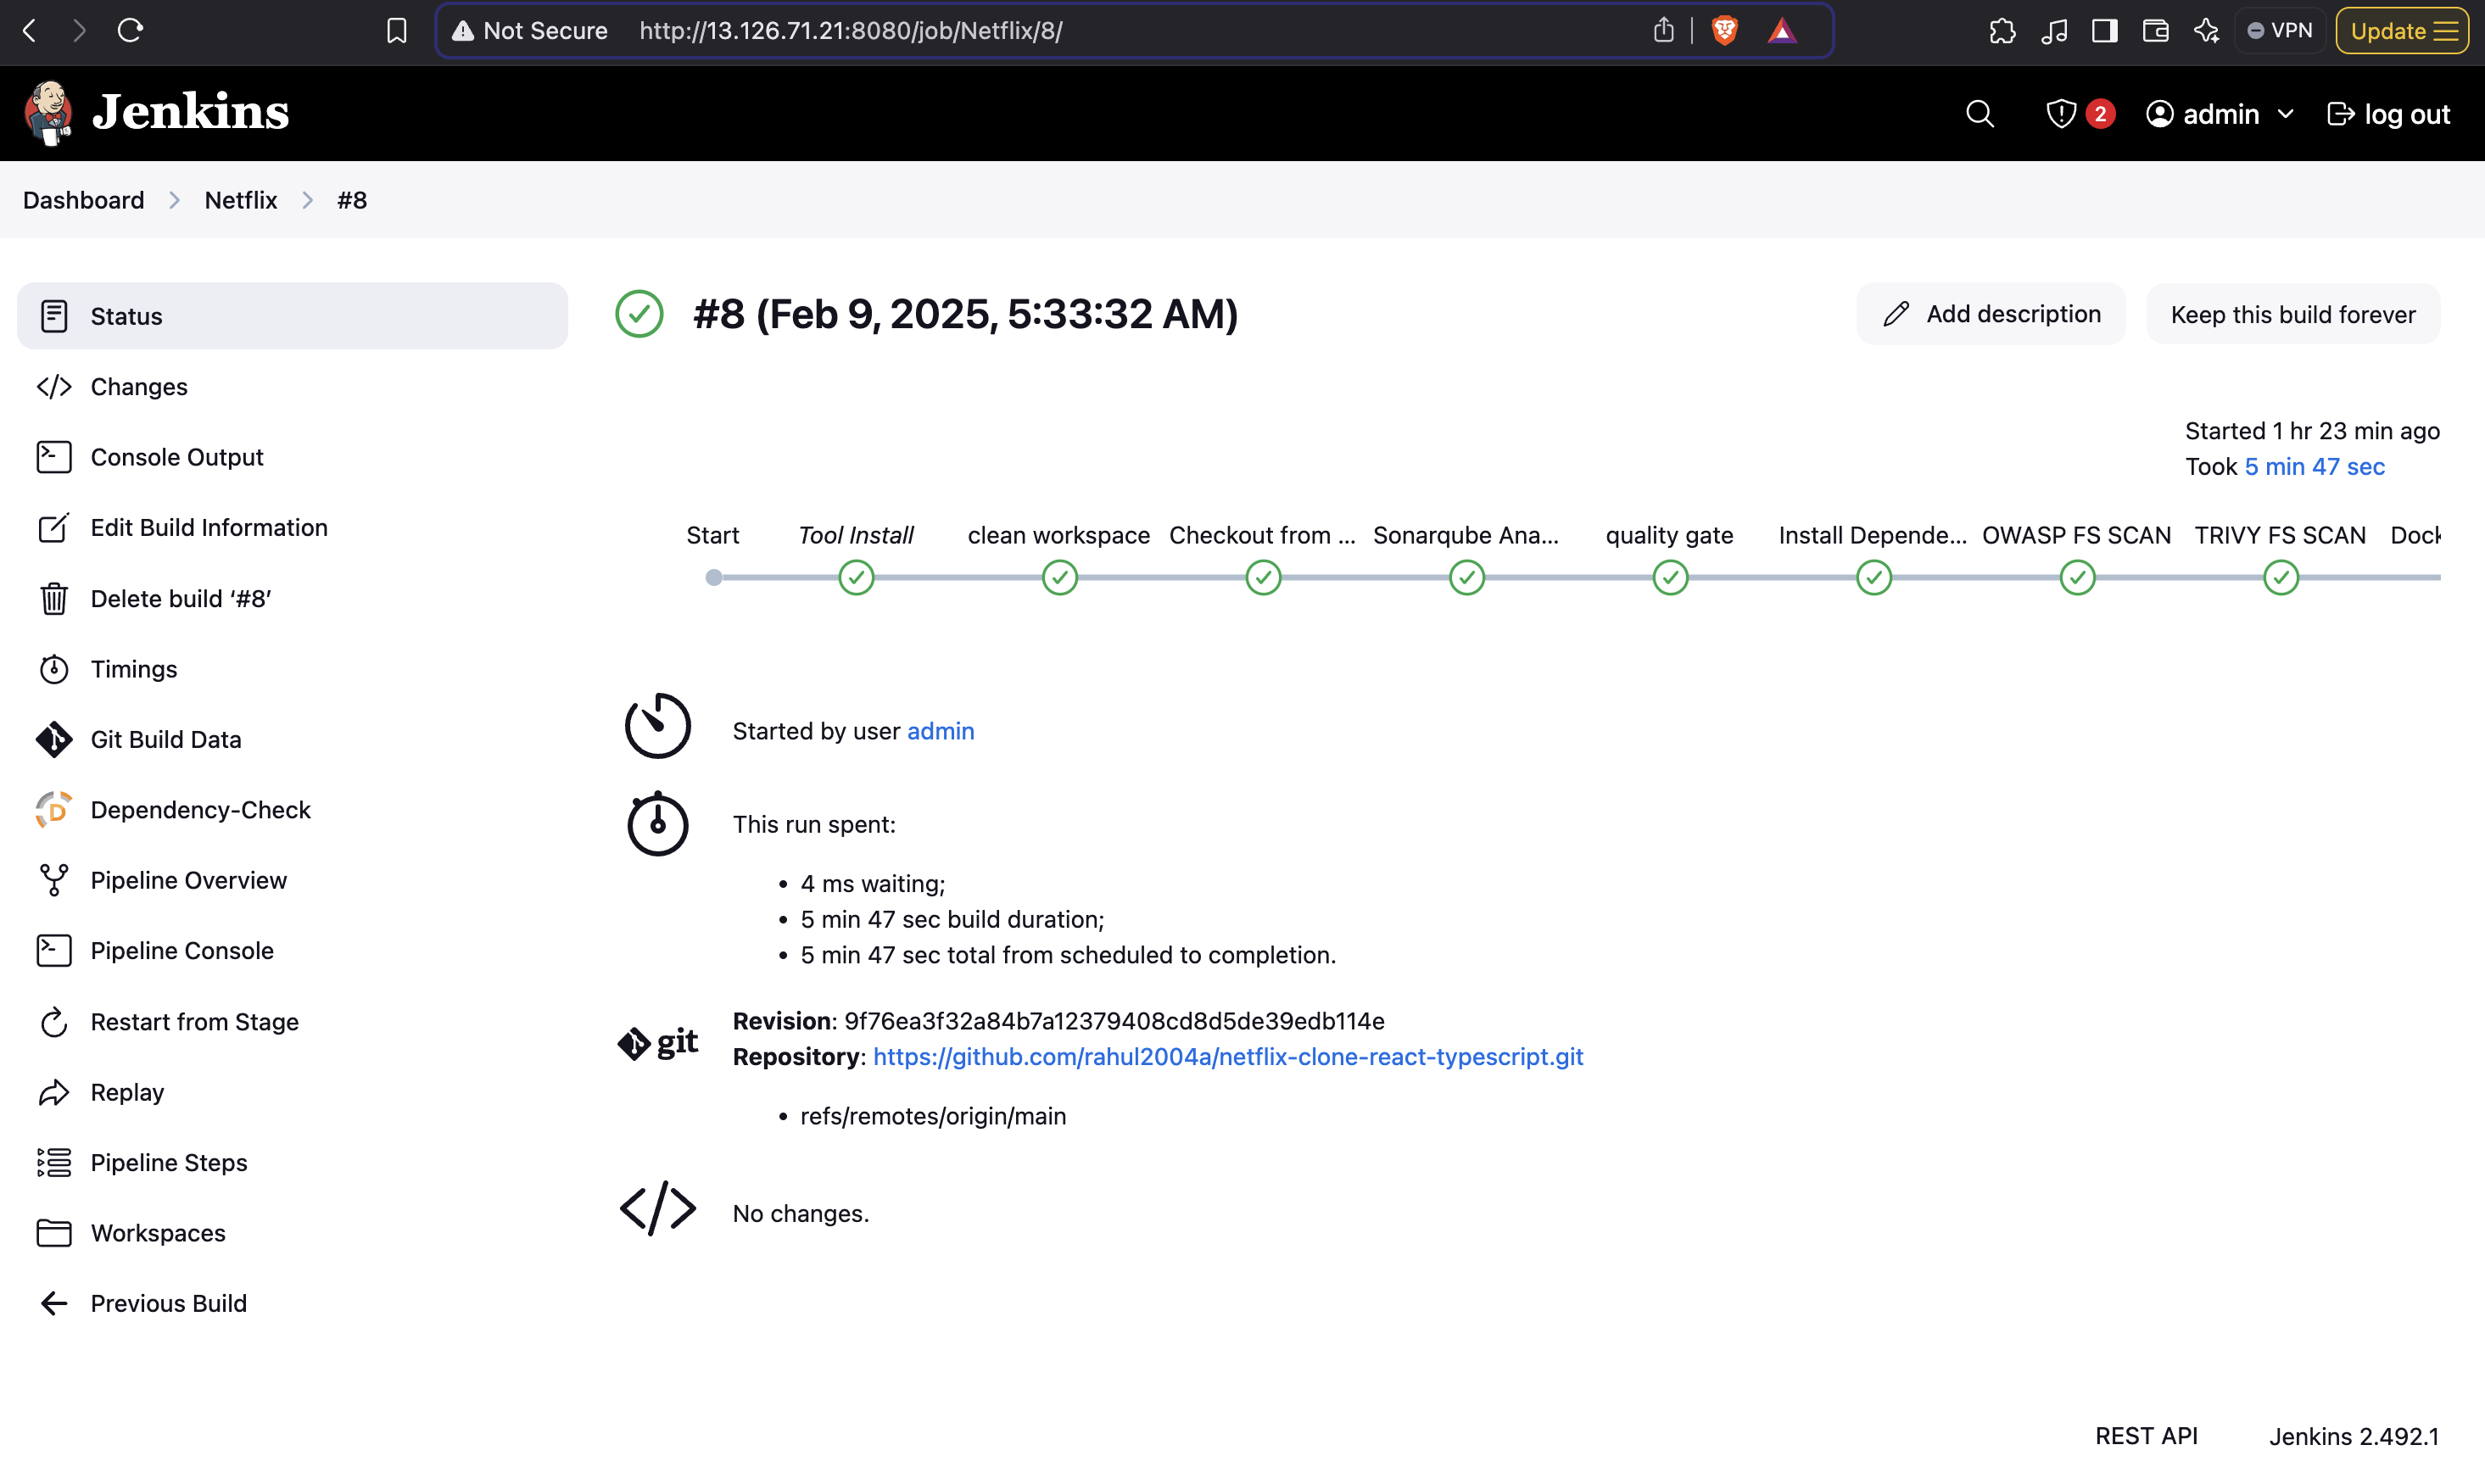 Not Secure http://13.126.71.21:8080/job/Netflix/8/ VPN Update
Jenkins 2 admin log out
Dashboard Netflix #8
Status
Changes
Console Output
Edit Build Information
Delete build ‘#8’
Timings
Git Build Data
D
Dependency-Check
Pipeline Overview
Pipeline Console
Restart from Stage
Replay
Pipeline Steps
Workspaces
Previous Build
#8 (Feb 9, 2025, 5:33:32 AM)
Add description
Keep this build forever
Started 1 hr 23 min ago
Took 5 min 47 sec
Start Tool Install clean workspace Checkout from ... Sonarqube Ana... quality gate Install Depende... OWASP FS SCAN TRIVY FS SCAN Dock
Started by user admin
This run spent:
• 4 ms waiting;
• 5 min 47 sec build duration;
• 5 min 47 sec total from scheduled to completion.
git
Revision: 9f76ea3f32a84b7a12379408cd8d5de39edb114e
Repository: https://github.com/rahul2004a/netflix-clone-react-typescript.git
• refs/remotes/origin/main
No changes.
REST API Jenkins 2.492.1